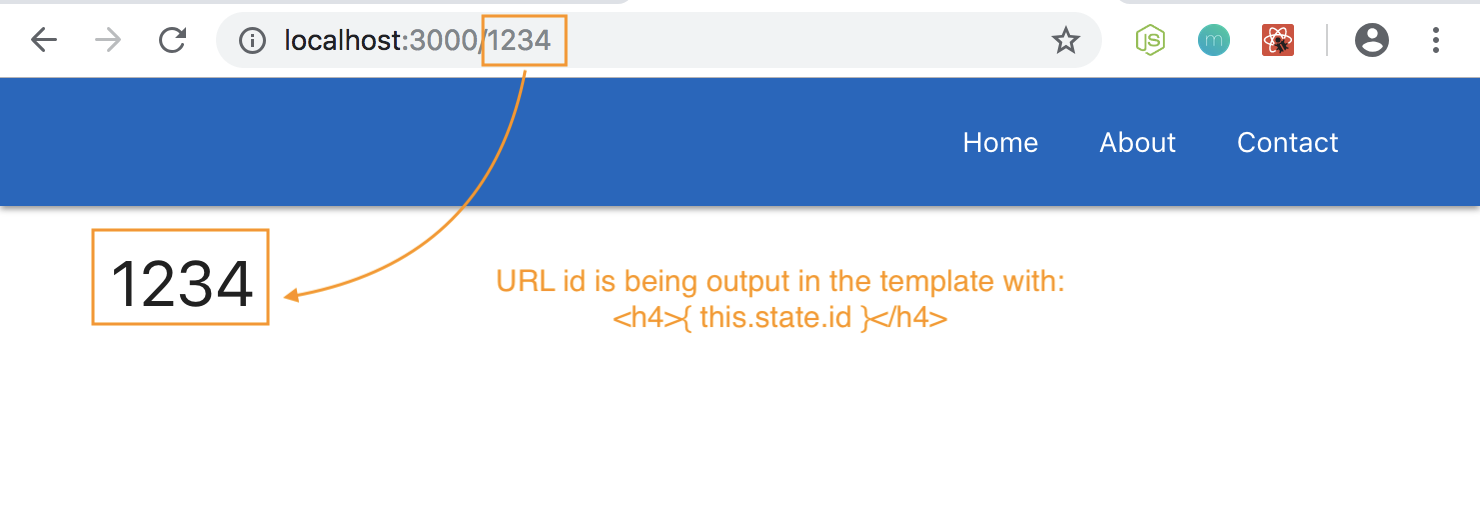 localhost:3000/1234
JS
m
Home About Contact
1234
URL id is being output in the template with:
<h4>{ this.state.id }</h4>